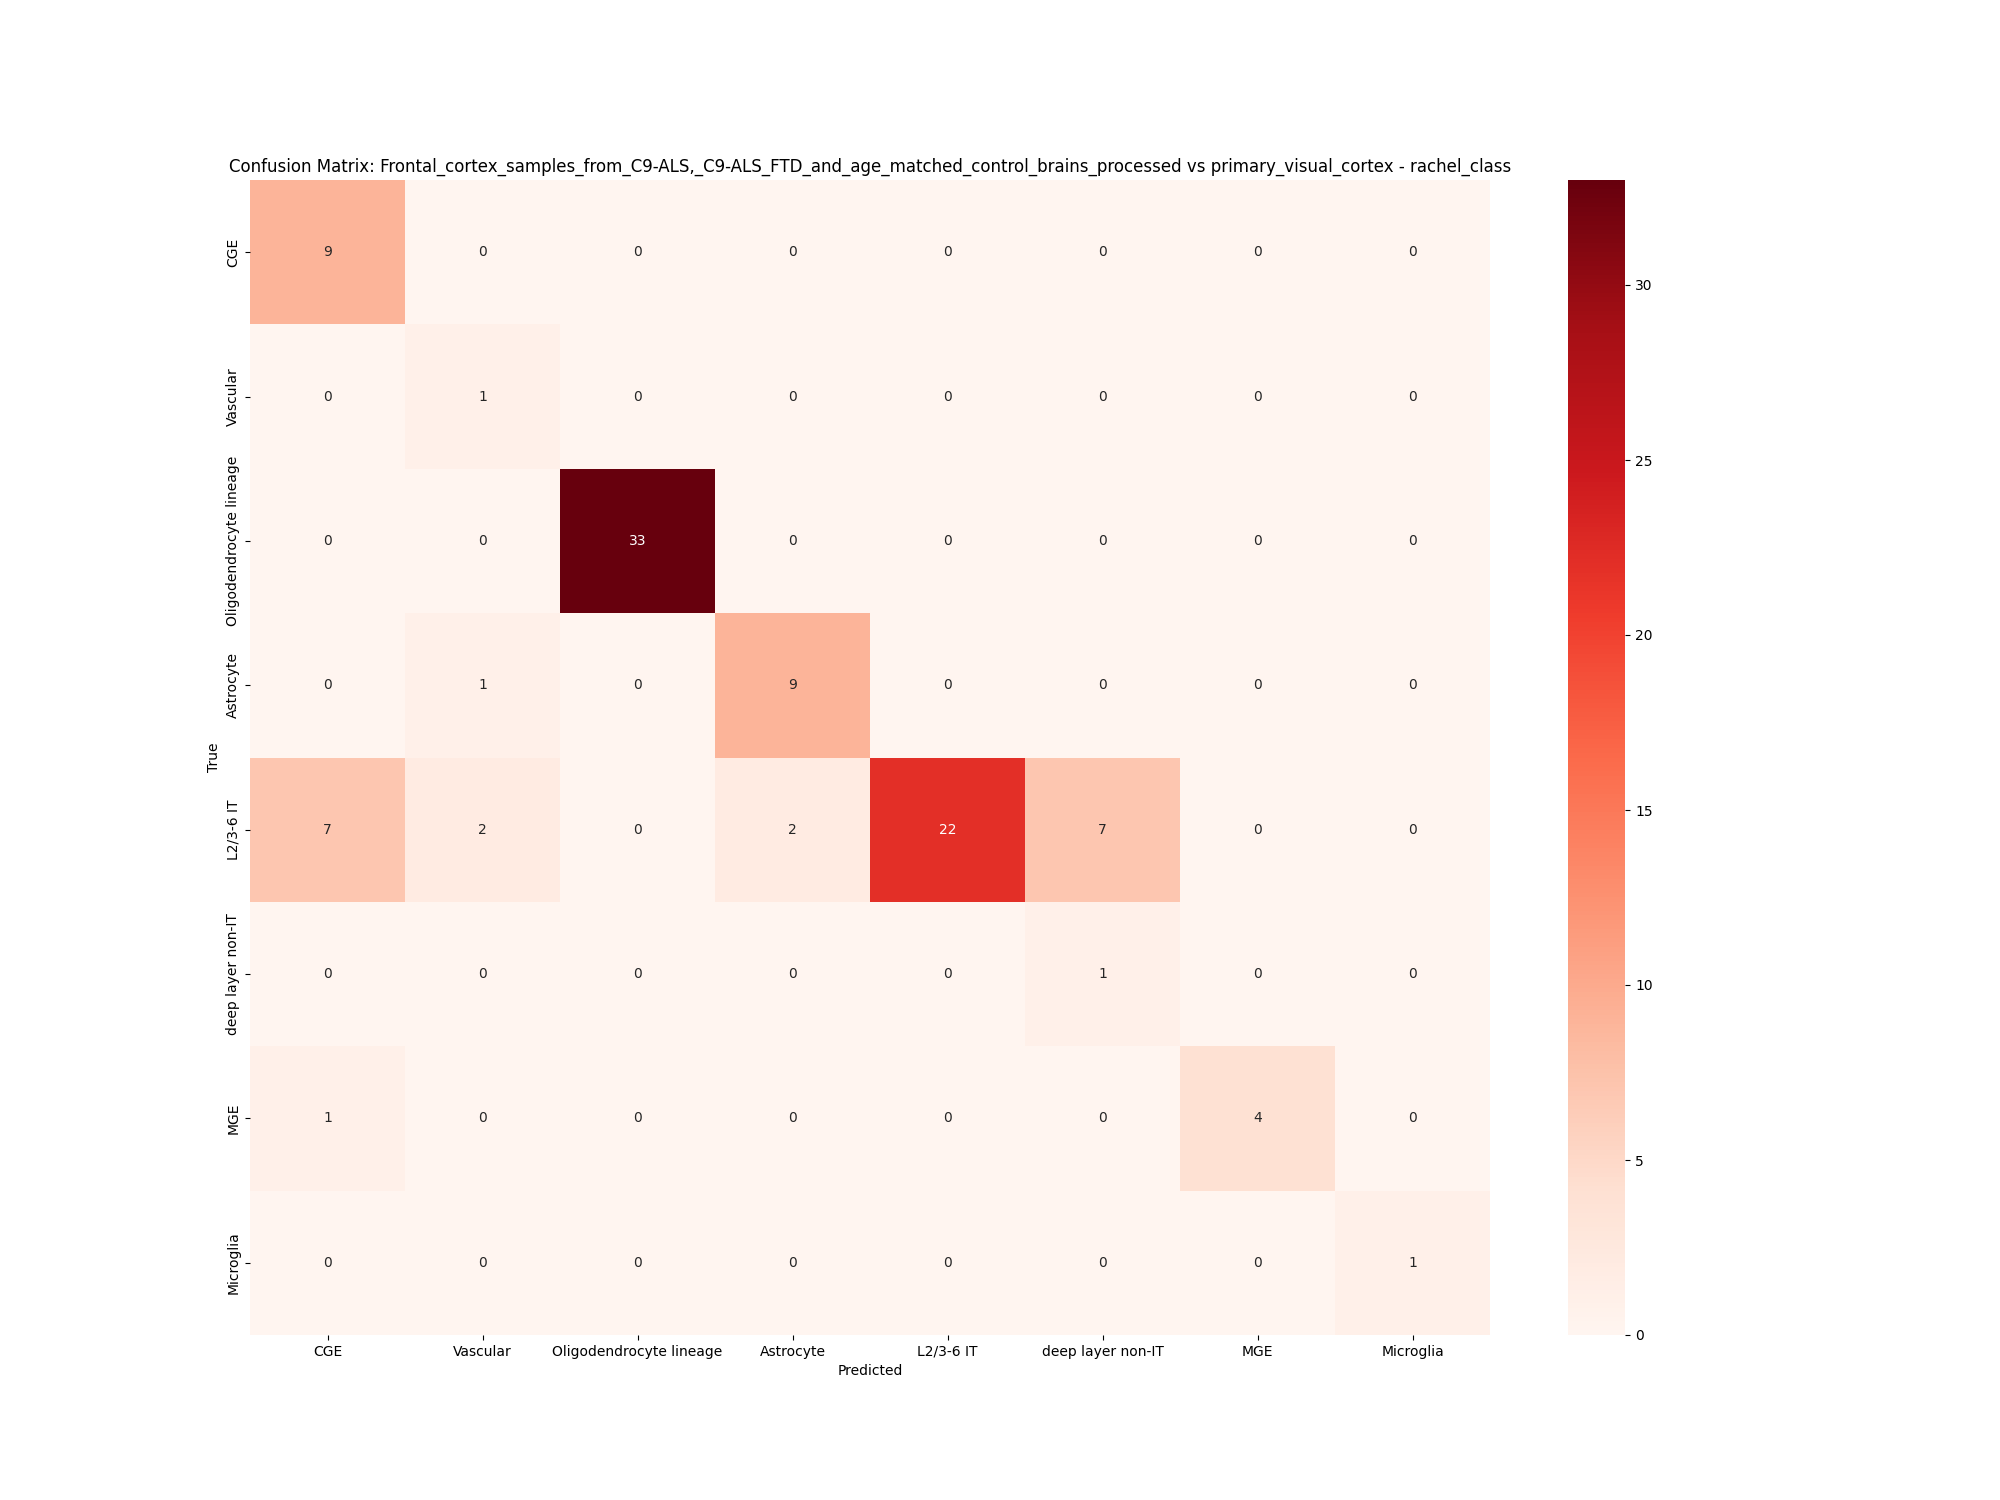 Confusion Matrix: Frontal_cortex_samples_from_C9-ALS,_C9-ALS_FTD_and_age_matched_control_brains_processed vs primary_visual_cortex - rachel_class
True
CGE 9 0 0 0 0 0 0 0
Vascular 0 1 0 0 0 0 0 0
Oligodendrocyte lineage 0 0 33 0 0 0 0 0
Astrocyte 0 1 0 9 0 0 0 0
L2/3-6 IT 7 2 0 2 22 7 0 0
deep layer non-IT 0 0 0 0 0 1 0 0
MGE 1 0 0 0 0 0 4 0
Microglia 0 0 0 0 0 0 0 1
CGE Vascular Oligodendrocyte lineage Astrocyte L2/3-6 IT deep layer non-IT MGE Microglia
Predicted
30
25
20
15
10
5
0